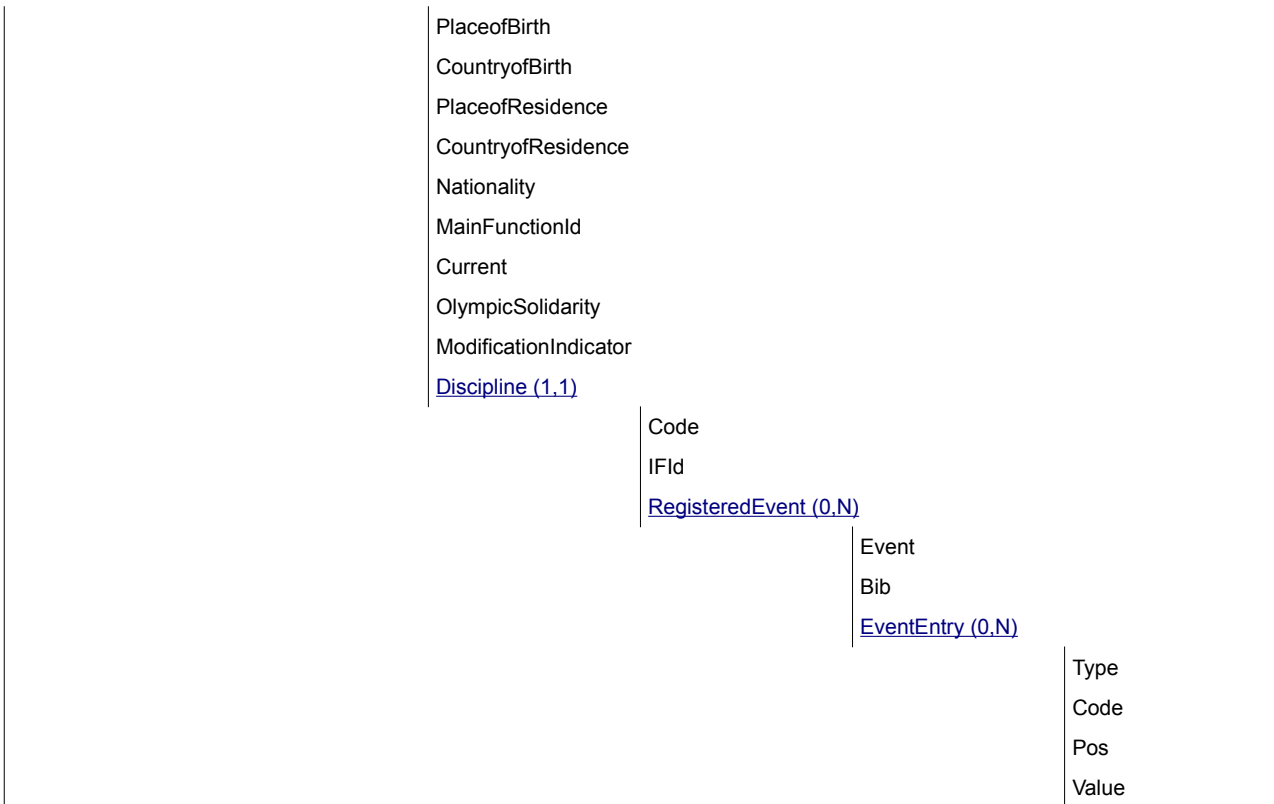 PlaceofBirth
CountryofBirth
PlaceofResidence
CountryofResidence
Nationality
MainFunctionId
Current
OlympicSolidarity
ModificationIndicator
Discipline (1,1)
Code
IFId
RegisteredEvent (0,N)
Event
Bib
EventEntry (0,N)
Type
Code
Pos
Value